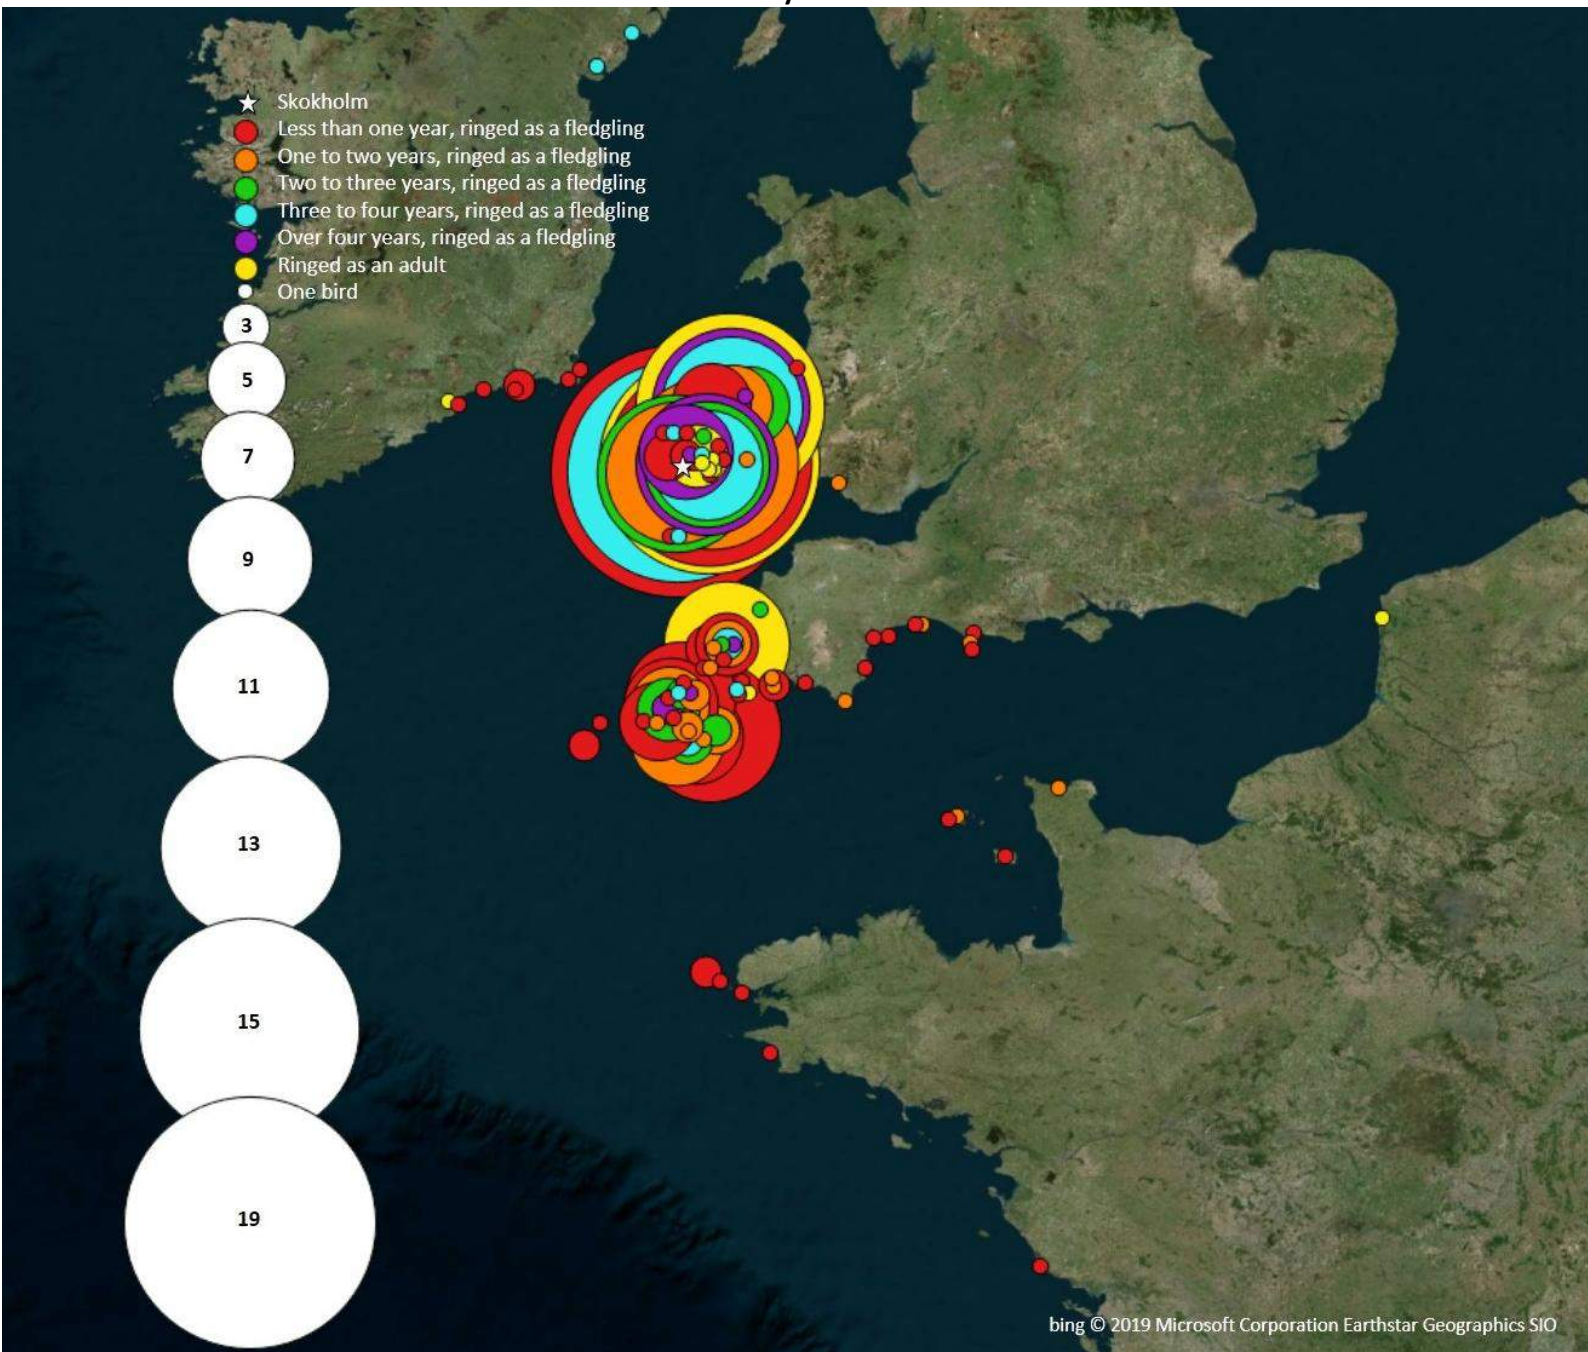 Skokholm
Less than one year, ringed as a fledgling
One to two years, ringed as a fledgling
Two to three years, ringed as a fledgling
Three to four years, ringed as a fledgling
Over four years, ringed as a fledgling
Ringed as an adult
One bird
3
5
7
9
11
13
15
19
bing © 2019 Microsoft Corporation Earthstar Geographics SIO